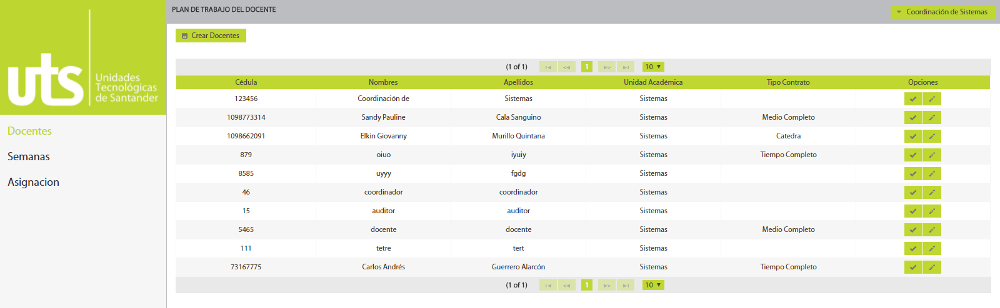 PLAN DE TRABAJO DEL DOCENTE
Coordinación de Sistemas
uts Unidades
Tecnológicas
de Santander
Docentes
Semanas
Asignacion
Crear Docentes
(1 of 1) 1 10
Cédula Nombres Apellidos Unidad Académica Tipo Contrato Opciones
123456 Coordinación de Sistemas Sistemas
1098773314 Sandy Pauline Cala Sanguino Sistemas Medio Completo
1098662091 Elkin Giovanny Murillo Quintana Sistemas Catedra
879 oiuo iyuiy Sistemas Tiempo Completo
8585 uyyy fgdg Sistemas
46 coordinador coordinador Sistemas
15 auditor auditor Sistemas
5465 docente docente Sistemas Medio Completo
111 tetre tert Sistemas
73167775 Carlos Andrés Guerrero Alarcón Sistemas Tiempo Completo
(1 of 1) 1 10